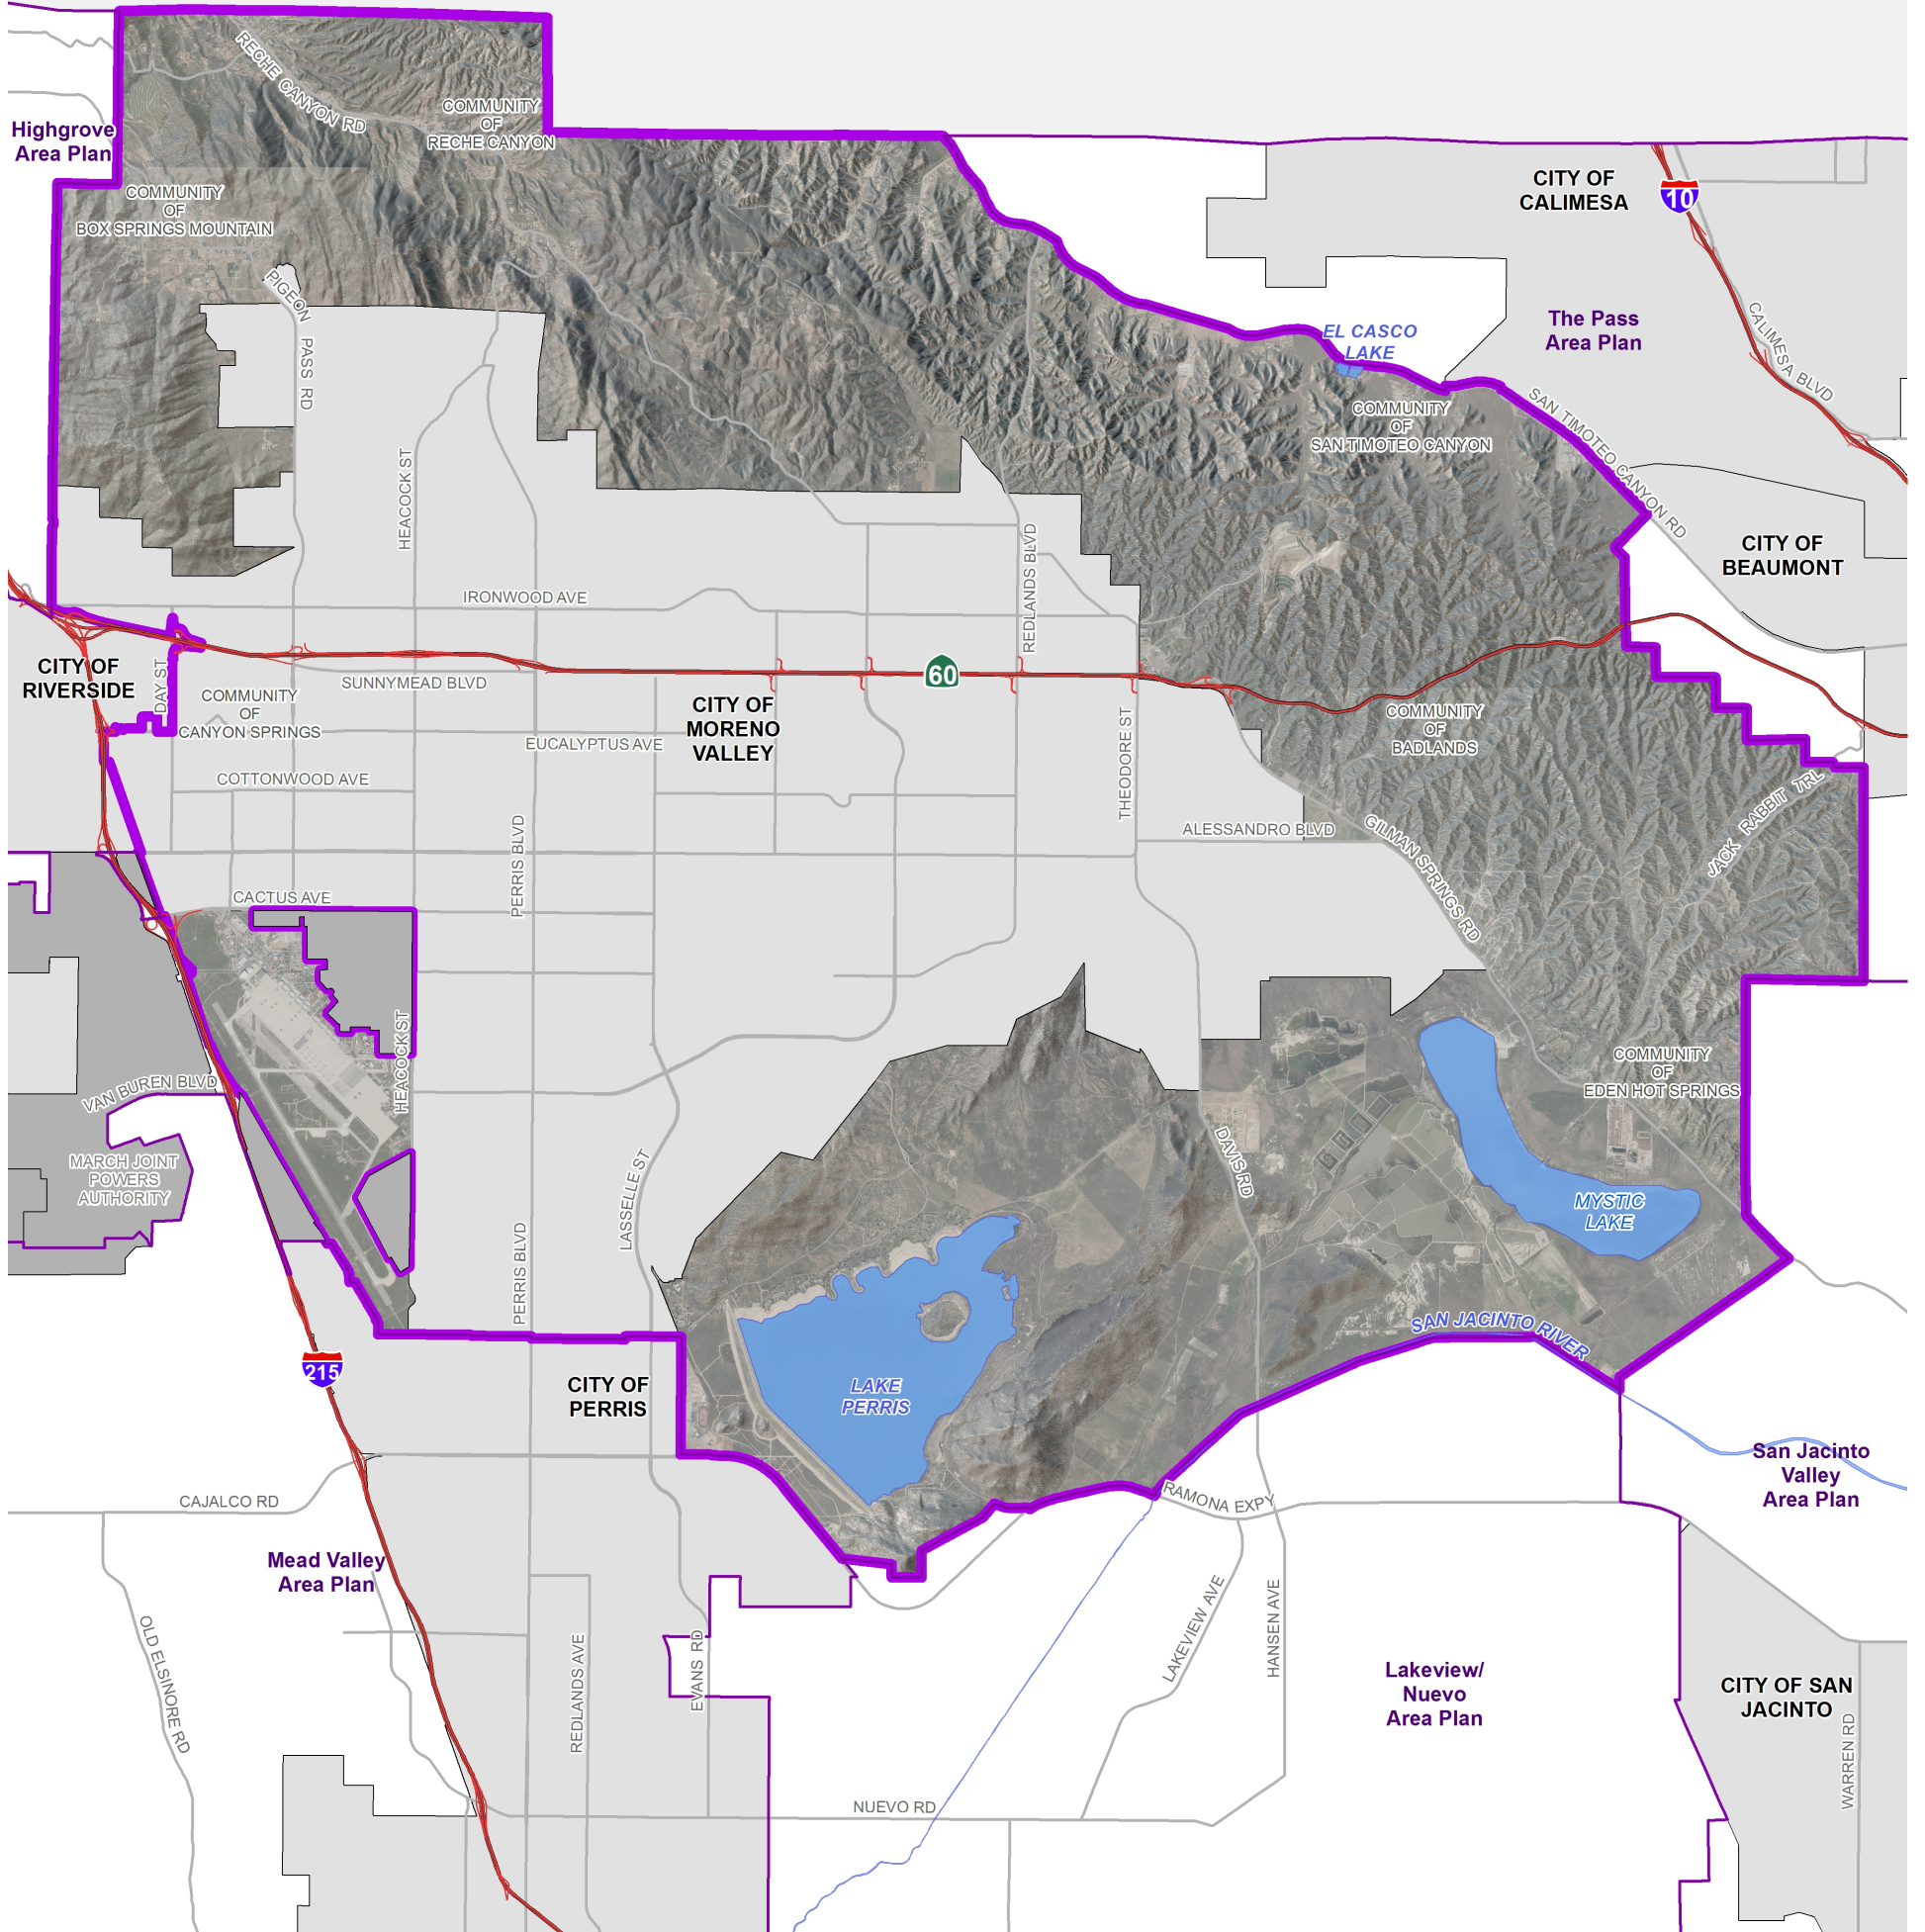 RECHE CANYON RD
COMMUNITY
OF
RECHE CANYON
Highgrove
Area Plan
COMMUNITY
OF
BOX SPRINGS MOUNTAIN
CITY OF
CALIMESA
10
PIGEON PASS RD
The Pass
Area Plan
CALIMESA BLVD
EL CASCO
LAKE
COMMUNITY
OF
SAN TIMOTEO CANYON
SAN TIMOTEO CANYON RD
HEACOCK ST
REDLANDS BLVD
CITY OF
BEAUMONT
IRONWOOD AVE
CITY OF
RIVERSIDE
DAY ST
SUNNYMEAD BLVD
60
COMMUNITY
OF
CANYON SPRINGS
CITY OF
MORENO
VALLEY
THEODORE ST
COMMUNITY
OF
BADLANDS
EUCALYPTUS AVE
COTTONWOOD AVE
JACK RABBIT TRL
PERRIS BLVD
ALESSANDRO BLVD
GILMAN SPRINGS RD
CACTUS AVE
HEACOCK ST
COMMUNITY
OF
EDEN HOT SPRINGS
VAN BUREN BLVD
MARCH JOINT
POWERS
AUTHORITY
LASSELLE ST
DAVIS RD
MYSTIC
LAKE
PERRIS BLVD
SAN JACINTO RIVER
215
CITY OF
PERRIS
LAKE
PERRIS
San Jacinto
Valley
Area Plan
CAJALCO RD
RAMONA EXPY
Mead Valley
Area Plan
OLD ELSINORE RD
REDLANDS AVE
EVANS RD
LAKEVIEW AVE
HANSEN AVE
Lakeview/
Nuevo
Area Plan
CITY OF SAN
JACINTO
WARREN RD
NUEVO RD